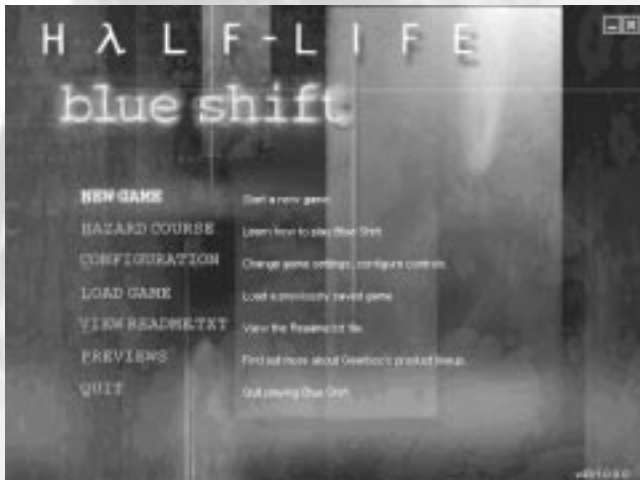 HλLF-LIFE
blue shift
NEW GAME Start a new game.
HAZARD COURSE Learn how to play Blue Shift.
CONFIGURATION Change game settings, configure controls.
LOAD GAME Load a previously saved game.
VIEW README.TXT View the Readme.txt file.
PREVIEWS Find out more about Gearbox's product lineup.
QUIT Quit playing Blue Shift.